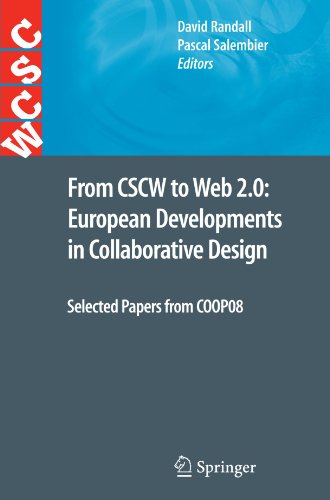 David Randall
Pascal Salembier
Editors
CSCW
From CSCW to Web 2.0:
European Developments
in Collaborative Design
Selected Papers from COOP08
Springer